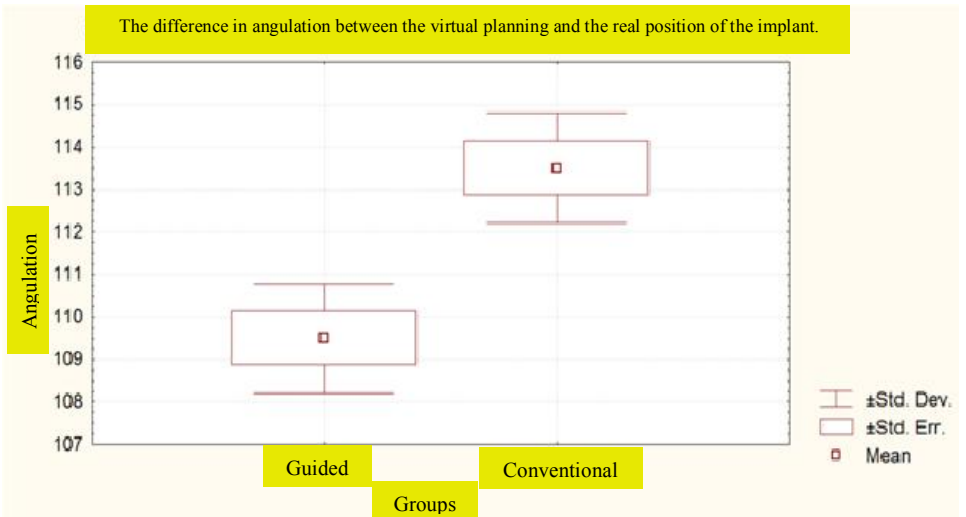 The difference in angulation between the virtual planning and the real position of the implant.
116
115
114
113
112
111
110
109
108
107
Angulation
Guided
Conventional
Groups
±Std. Dev.
±Std. Err.
Mean